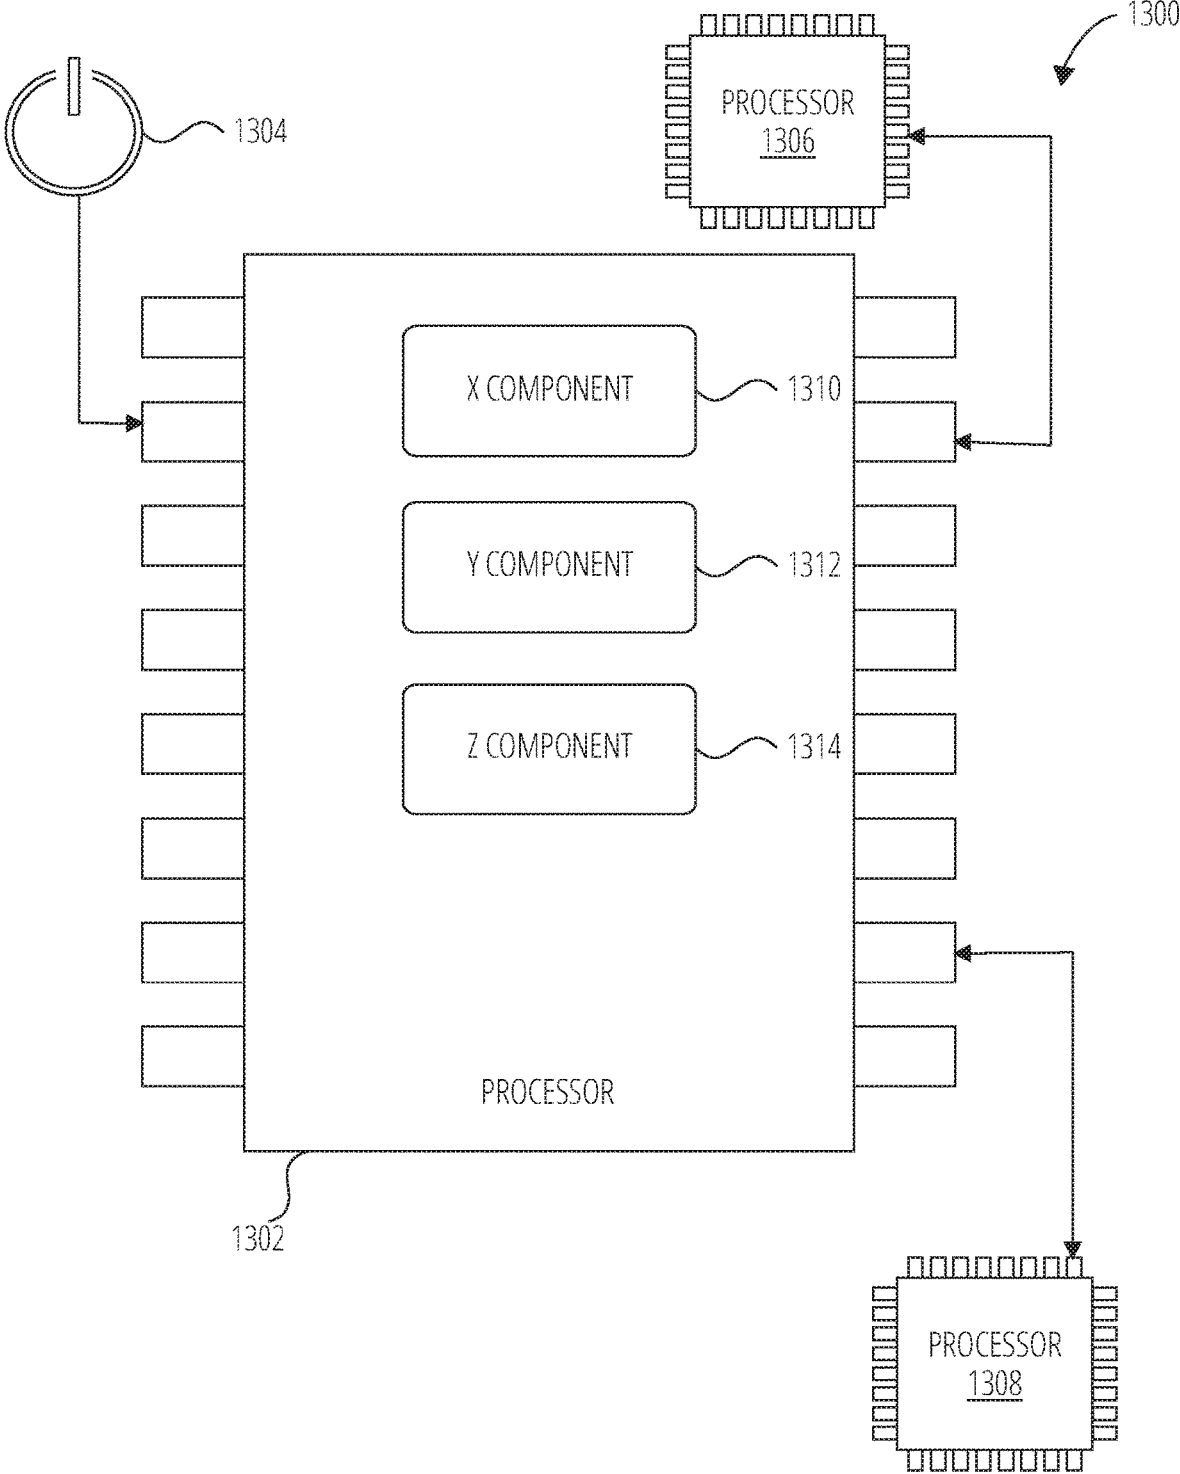 1300
PROCESSOR
1306
1304
X COMPONENT
1310
Y COMPONENT
1312
Z COMPONENT
1314
PROCESSOR
1302
PROCESSOR
1308